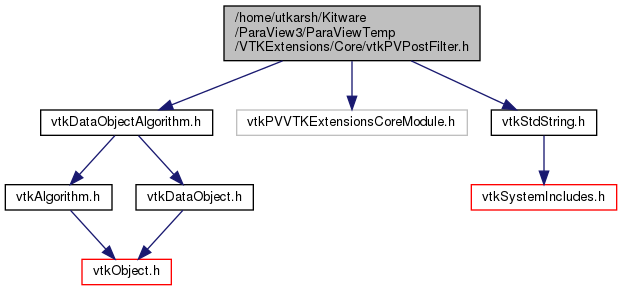 /home/utkarsh/Kitware
/ParaView3/ParaViewTemp
/VTKExtensions/Core/vtkPVPostFilter.h
vtkDataObjectAlgorithm.h
vtkPVVTKExtensionsCoreModule.h
vtkStdString.h
vtkAlgorithm.h
vtkDataObject.h
vtkSystemIncludes.h
vtkObject.h